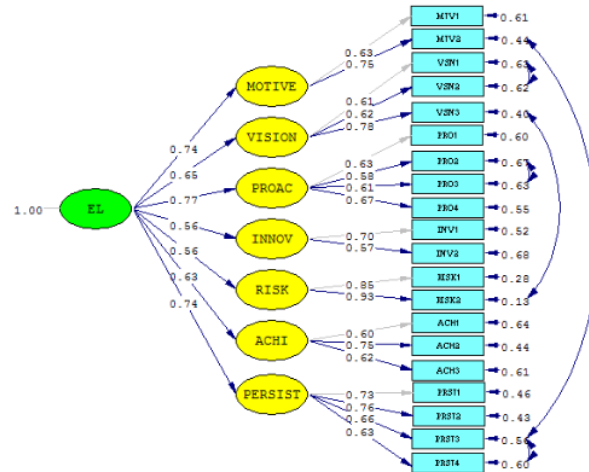 MTV1 0.61
0.63
MTV2 0.44
0.75
MOTIVE
VSN1 0.63
0.61
VSN2 0.62
0.62
VSN3 0.40
0.78
VISION
0.74
PRO1 0.60
0.63
PRO2 0.67
0.58
PRO3 0.63
0.61
PRO4 0.55
0.67
PROAC
0.65
0.77
1.00 EL
INV1 0.52
0.70
INV2 0.68
0.57
INNOV
0.56
RISK
0.56
0.85
0.28
0.93
0.13
ACH1 0.64
0.60
ACH2 0.44
0.75
ACH3 0.61
0.62
ACHI
0.63
PERSIST
0.74
PRST1 0.46
0.73
PRST2 0.43
0.76
PRST3 0.56
0.66
PRST4 0.60
0.63